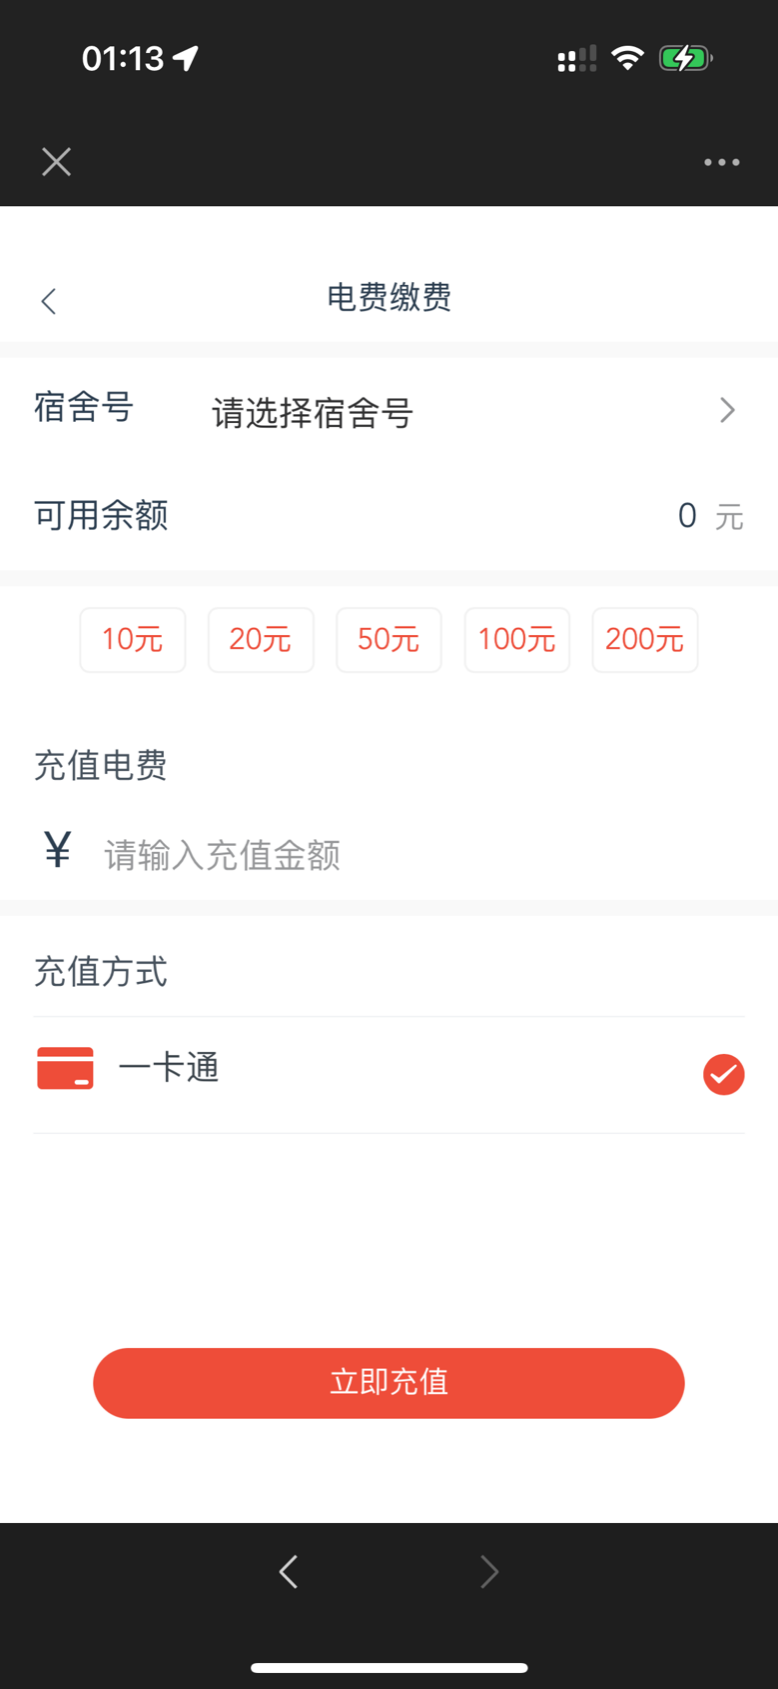 01:13
电费缴费
宿舍号 请选择宿舍号
可用余额 0 元
10元 20元 50元 100元 200元
充值电费
¥ 请输入充值金额
充值方式
一卡通
立即充值